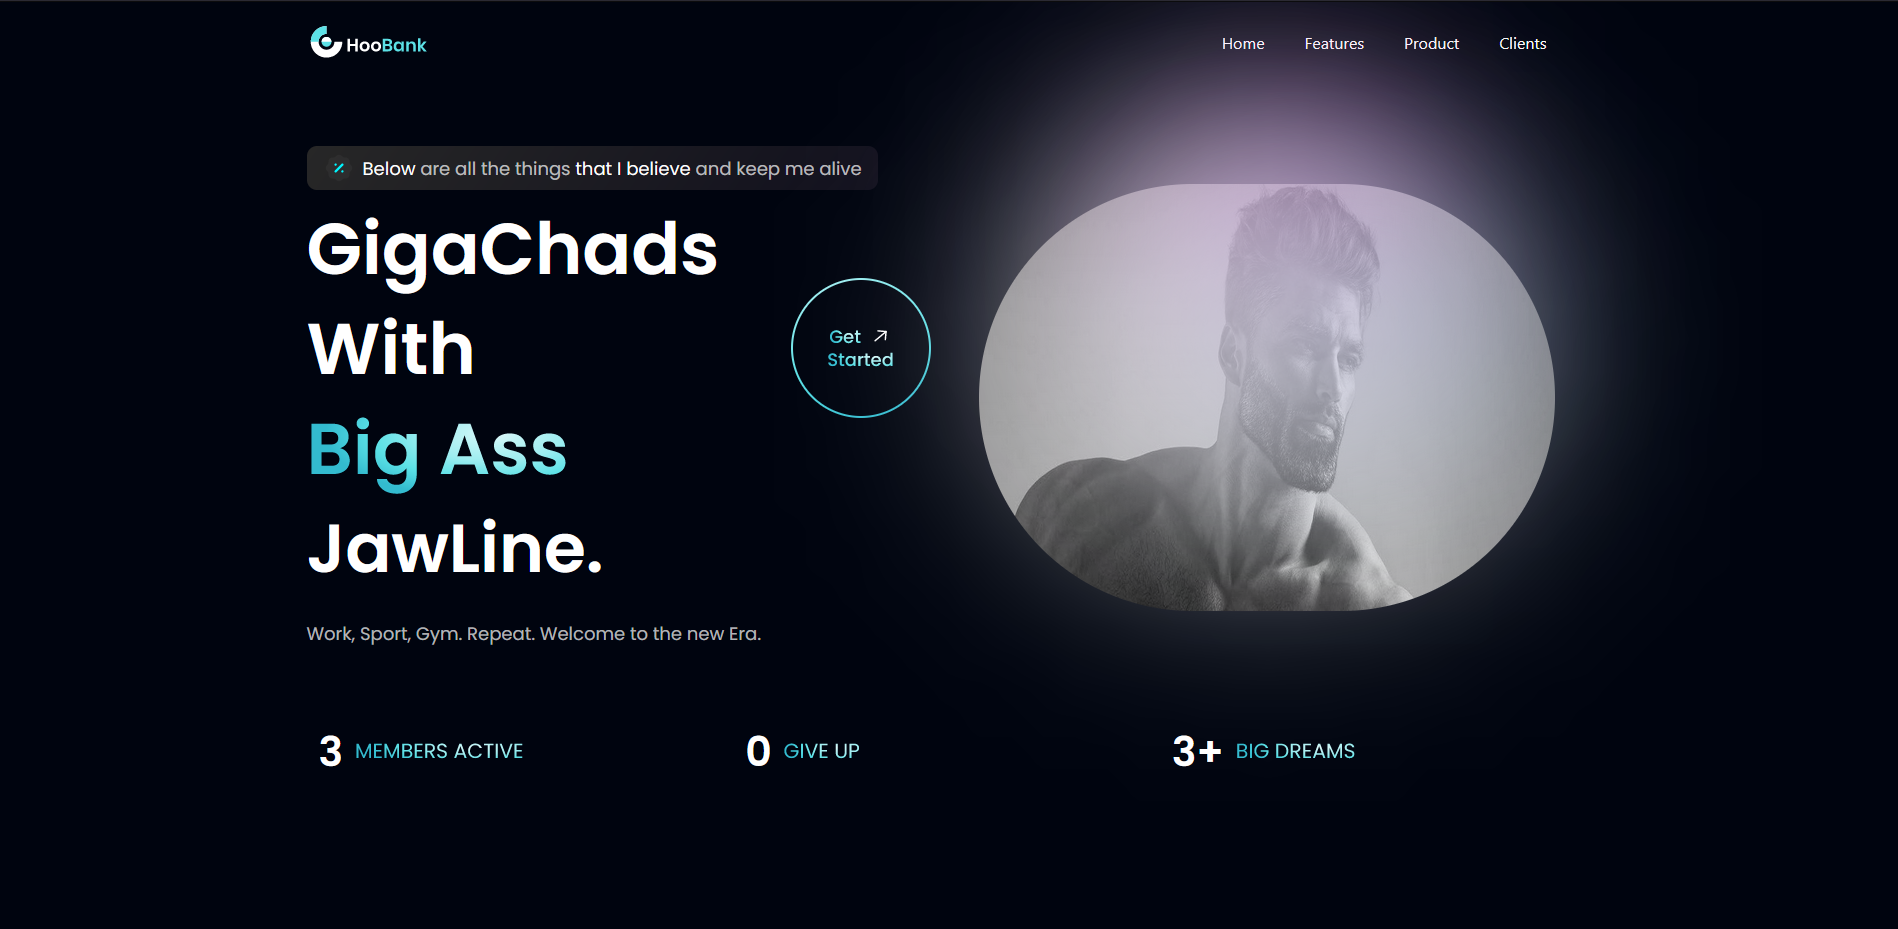 HooBank
Home Features Product Clients
Below are all the things that I believe and keep me alive
GigaChads
With
Big Ass
JawLine.
Get
Started
Work, Sport, Gym. Repeat. Welcome to the new Era.
3 MEMBERS ACTIVE
0 GIVE UP
3+ BIG DREAMS